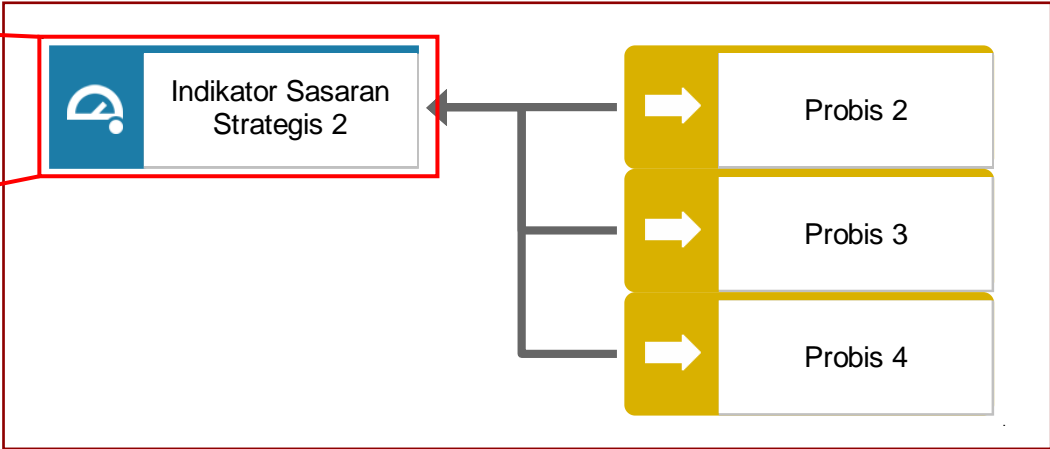 Indikator Sasaran
Strategis 2
Probis 2
Probis 3
Probis 4